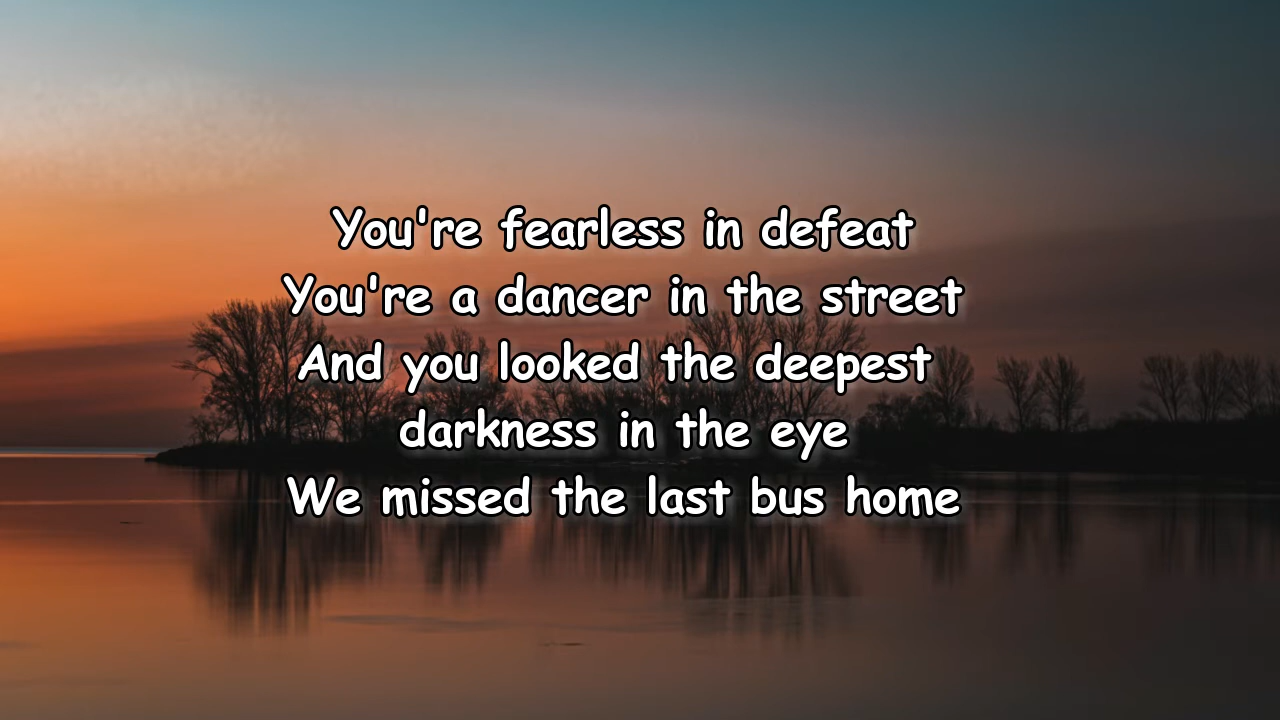 You're fearless in defeat
You're a dancer in the street
And you looked the deepest
darkness in the eye
We missed the last bus home